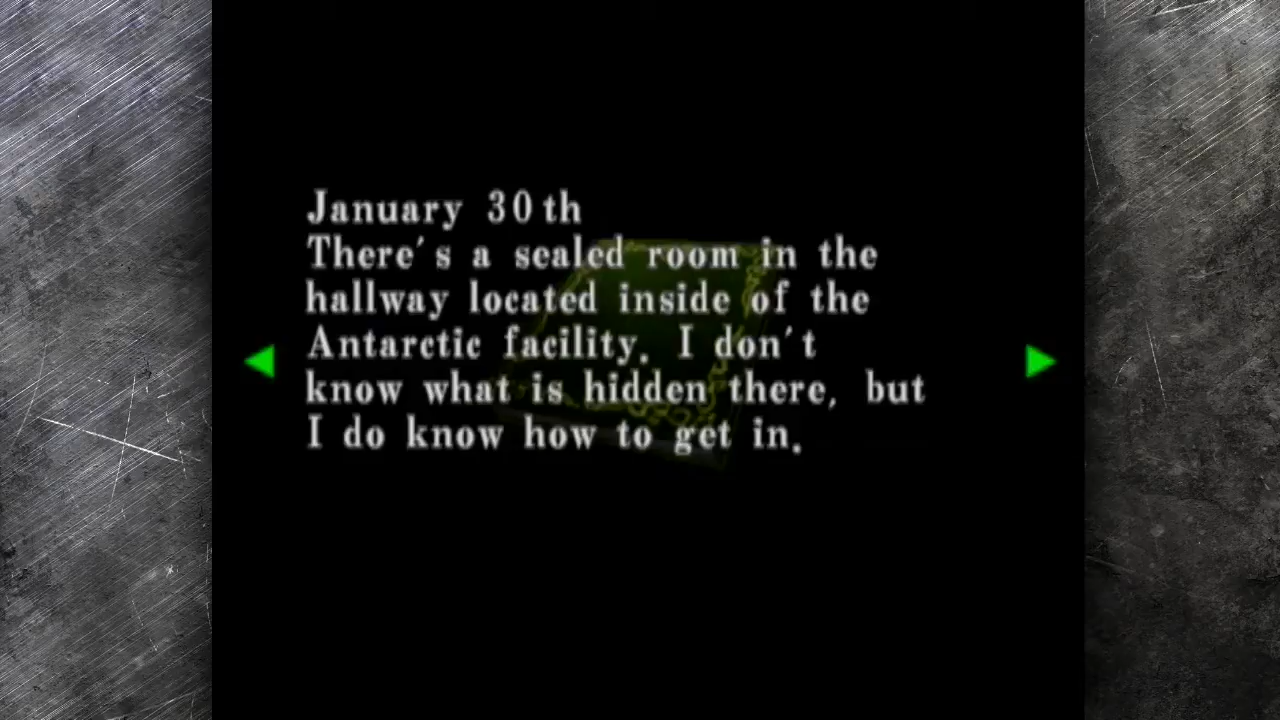 January 30th
There's a sealed room in the
hallway located inside of the
Antarctic facility. I don't
know what is hidden there, but
I do know how to get in.